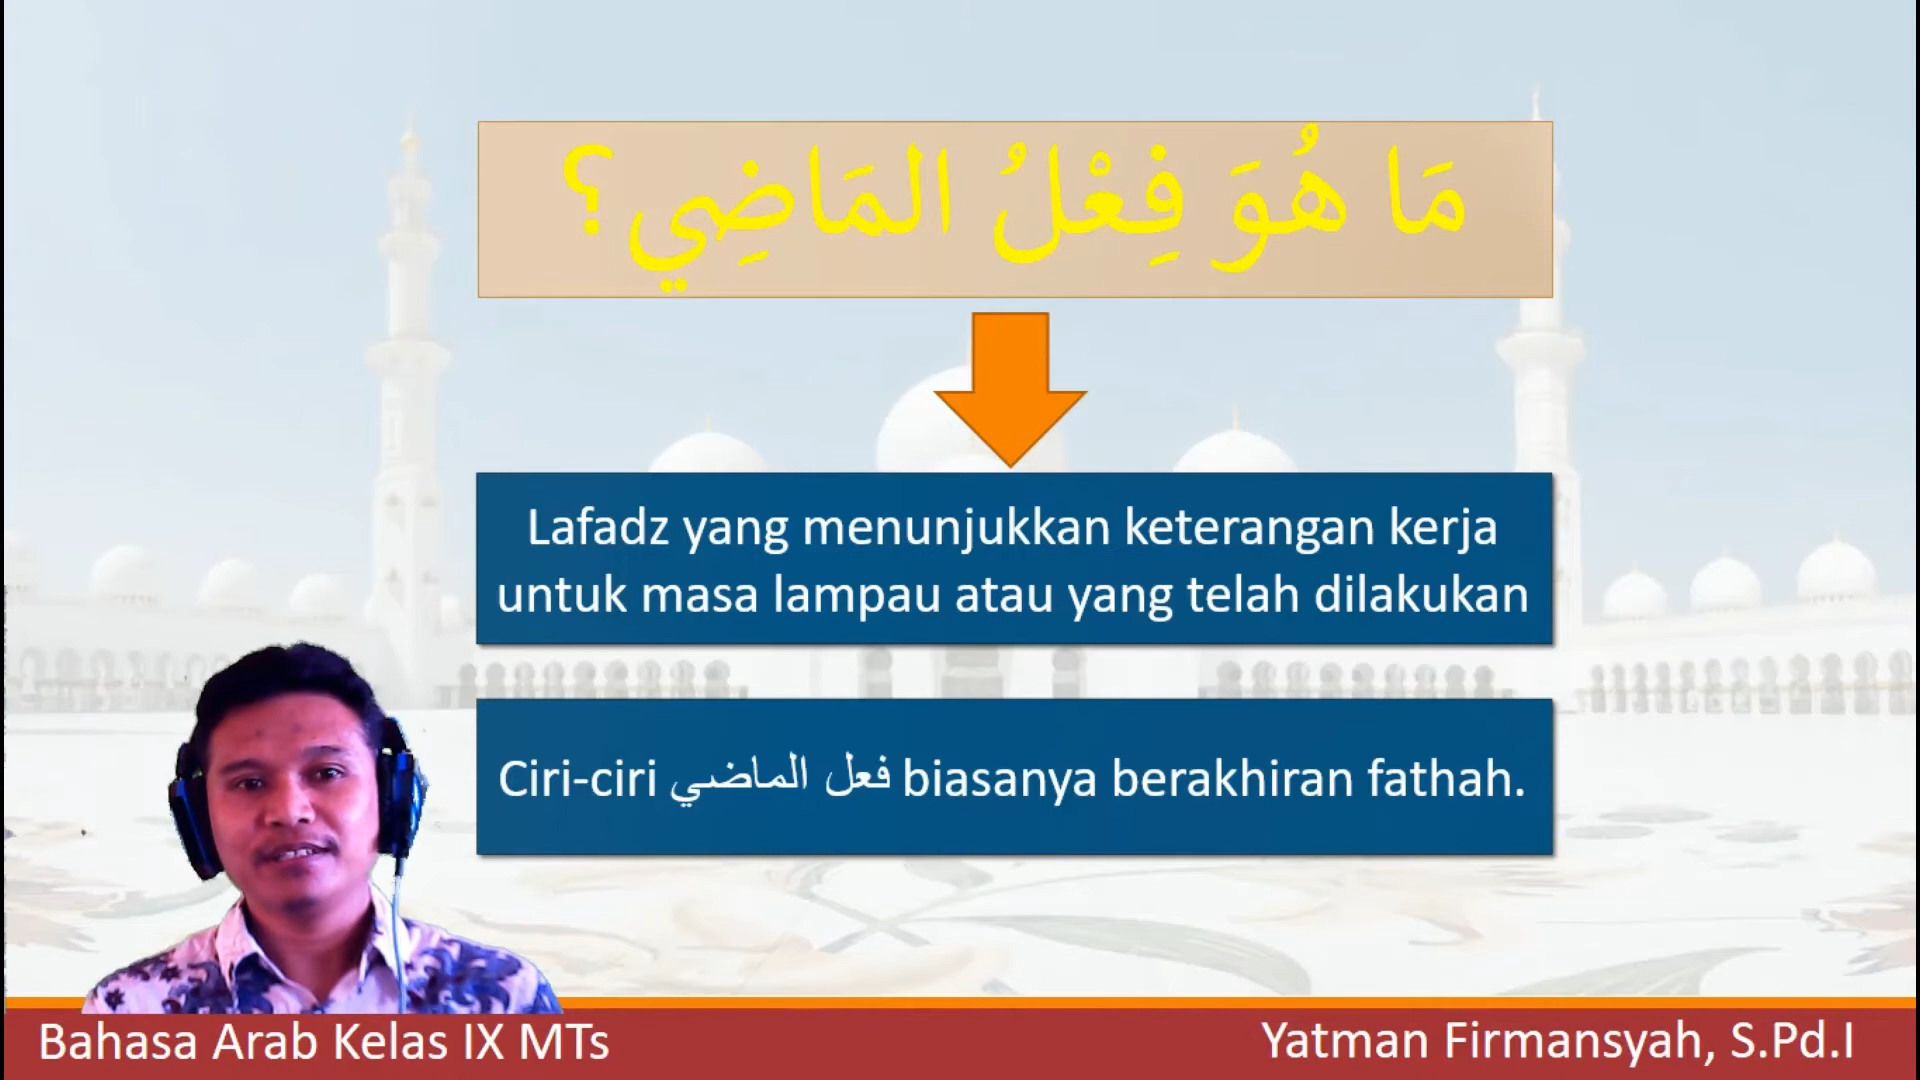 مَا هُوَ فِعْلُ المَاضِي؟
Lafadz yang menunjukkan keterangan kerja
untuk masa lampau atau yang telah dilakukan
Ciri-ciri فعل الماضي biasanya berakhiran fathah.
Bahasa Arab Kelas IX MTs
Yatman Firmansyah, S.Pd.I